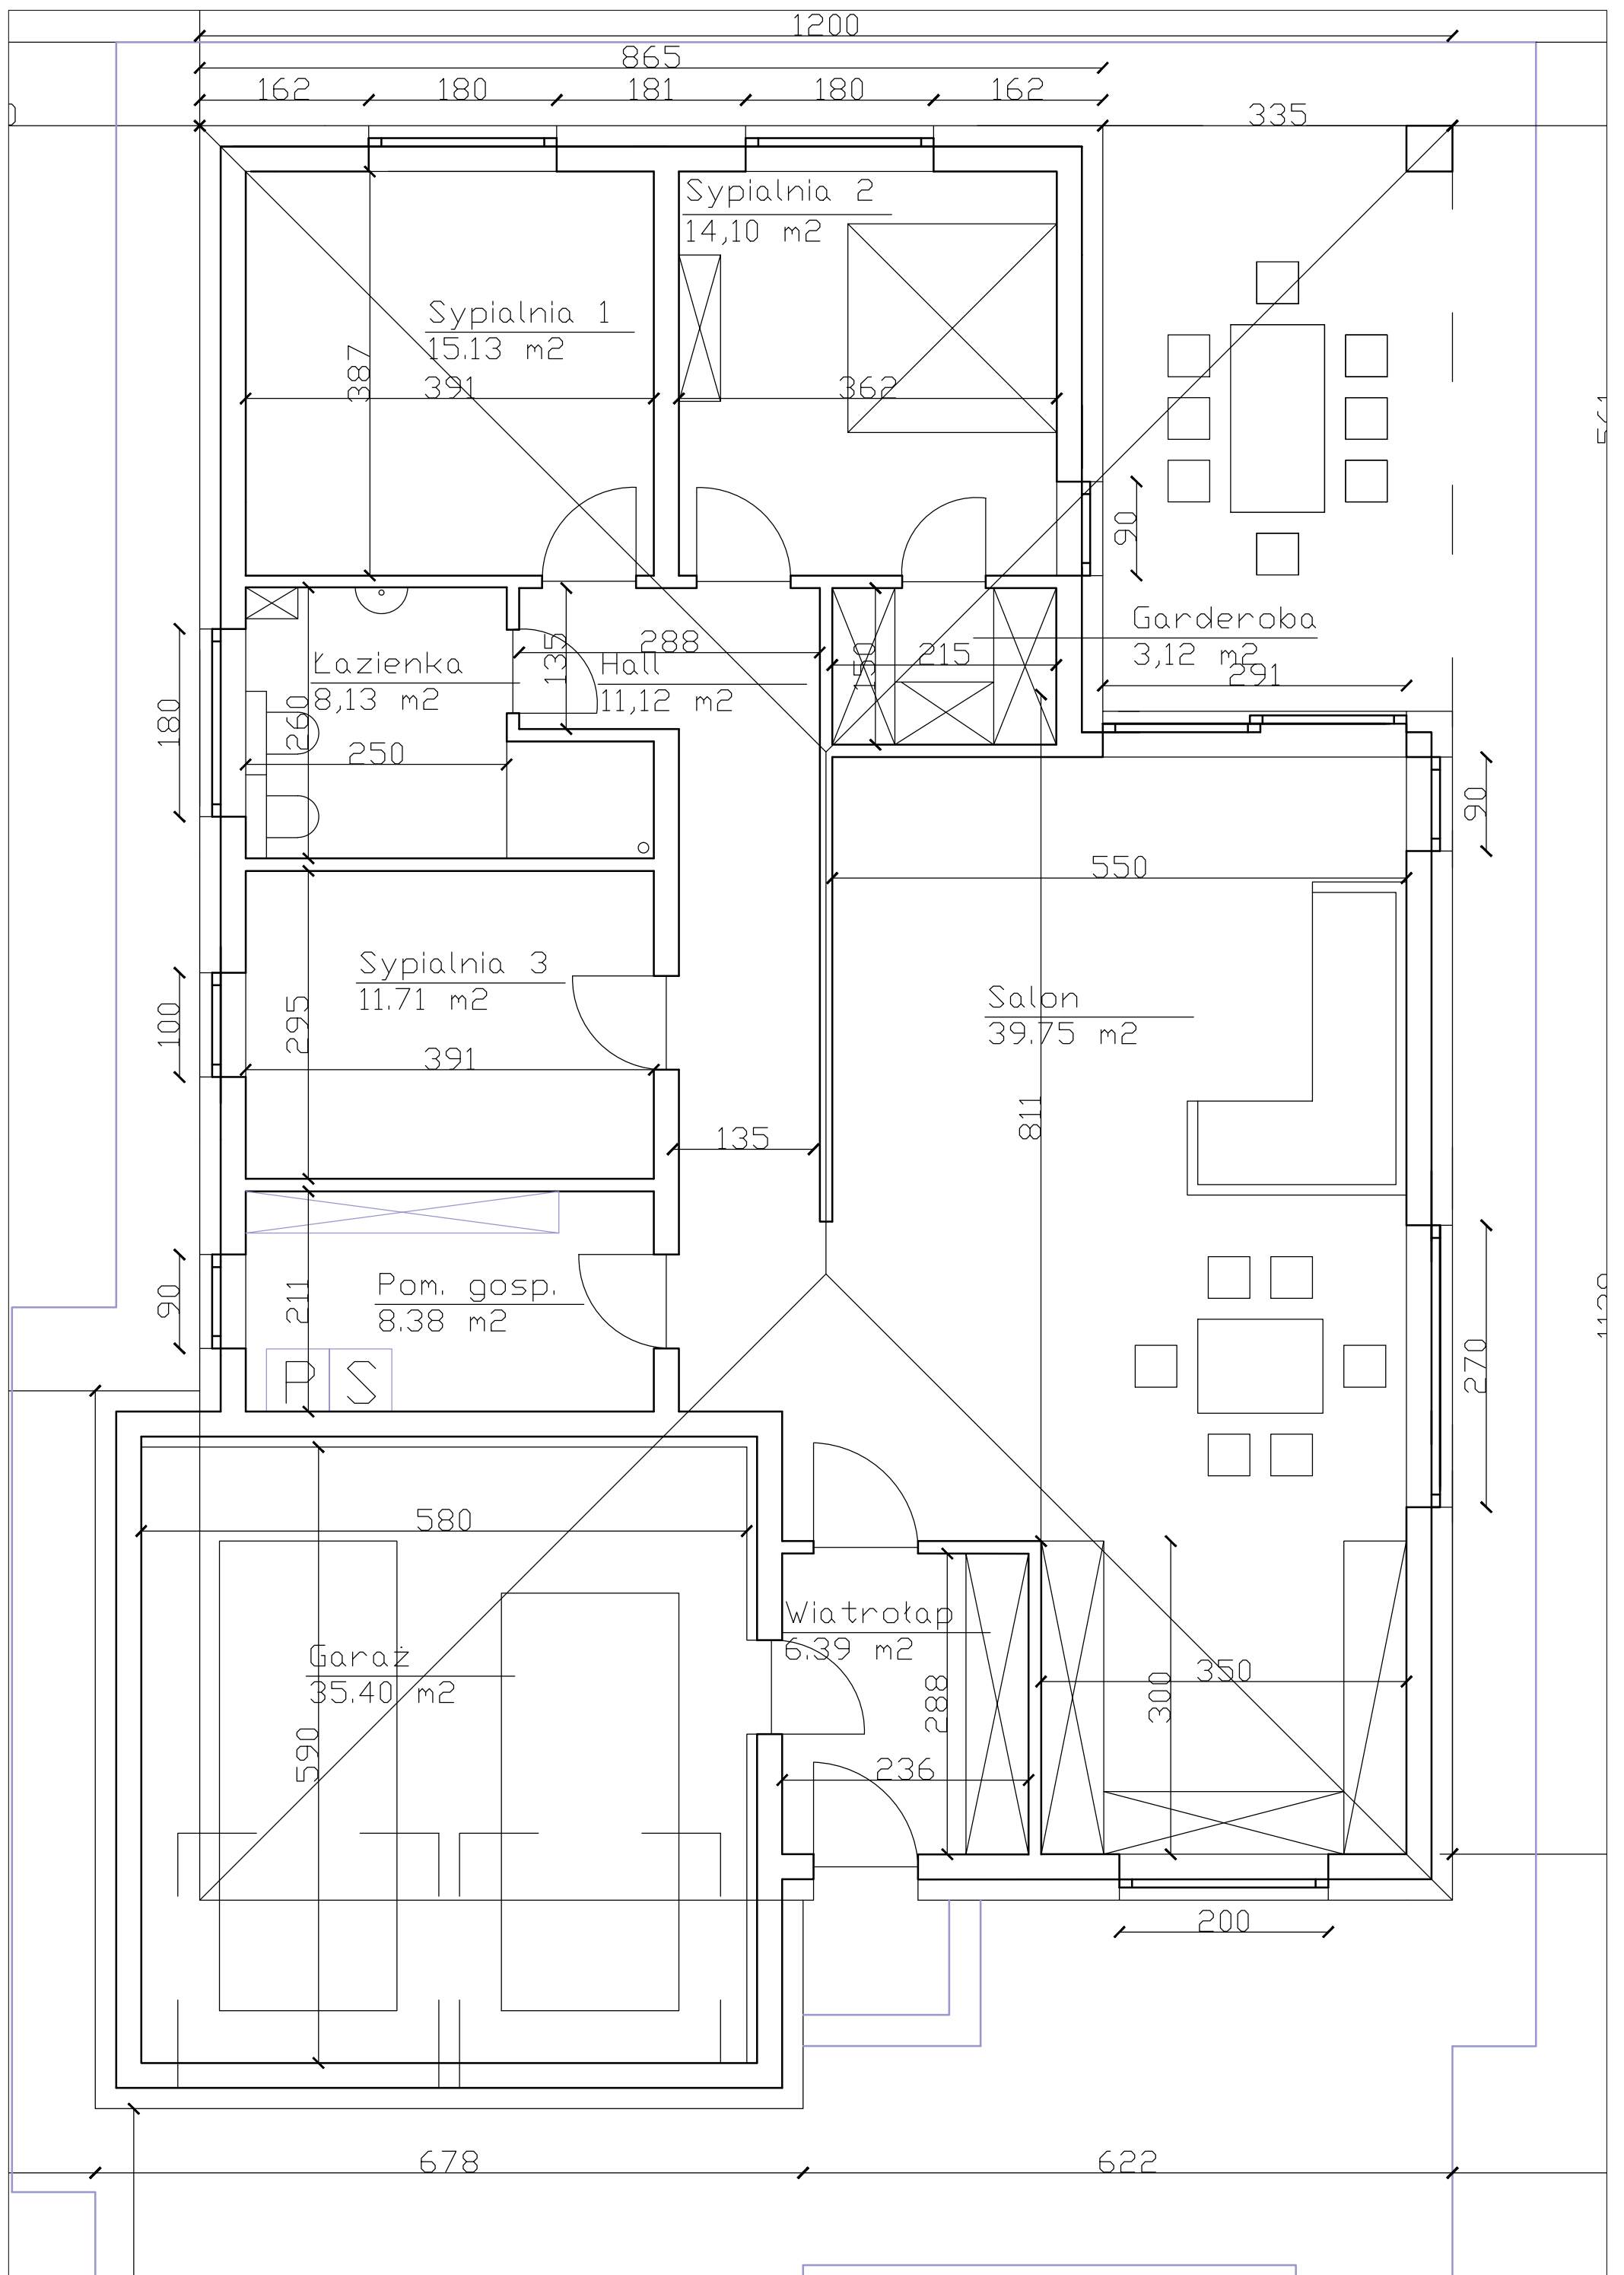 1200
865
162 180 181 180 162
335
Sypialnia 2
14,10 m2
Sypialnia 1
15.13 m2
387
391
362
90
Garderoba
3,12 m2
291
288
135
Hall
11,12 m2
150
215
Łazienka
8,13 m2
260
250
180
90
550
Sypialnia 3
11.71 m2
295
391
100
Salon
39.75 m2
811
135
Pom. gosp.
8.38 m2
211
90
P S
270
580
Wiatrołap
6.39 m2
288
236
Garaż
35.40 m2
590
300
350
200
678
622